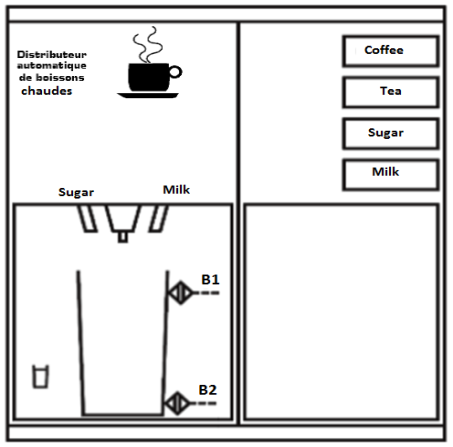 Distributeur
automatique
de boissons
chaudes
Coffee
Tea
Sugar
Milk
Sugar
Milk
B1
B2